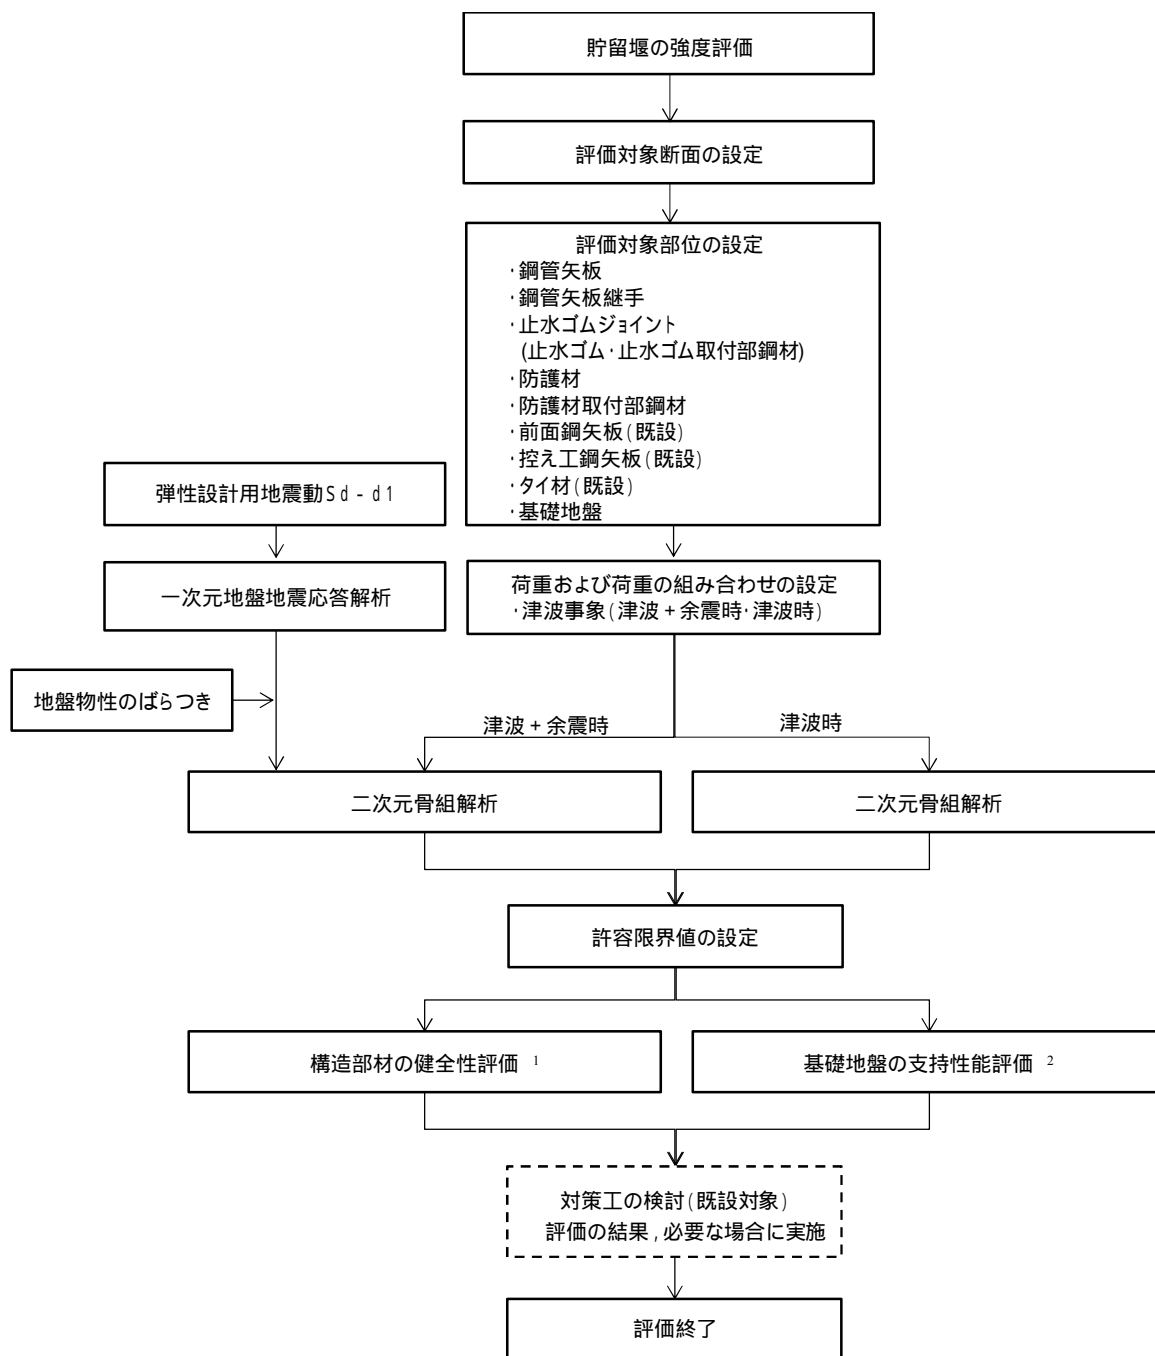 貯留堰の強度評価
評価対象断面の設定
評価対象部位の設定
・鋼管矢板
・鋼管矢板継手
・止水ゴムジョイント
(止水ゴム・止水ゴム取付部鋼材)
・防護材
・防護材取付部鋼材
・前面鋼矢板(既設)
・控え工鋼矢板(既設)
・タイ材(既設)
・基礎地盤
弾性設計用地震動Sd-d1
一次元地盤地震応答解析
荷重および荷重の組み合わせの設定
・津波事象(津波+余震時・津波時)
地盤物性のばらつき
津波+余震時
津波時
二次元骨組解析
二次元骨組解析
許容限界値の設定
構造部材の健全性評価 1
基礎地盤の支持性能評価 2
対策工の検討(既設対象)
評価の結果,必要な場合に実施
評価終了